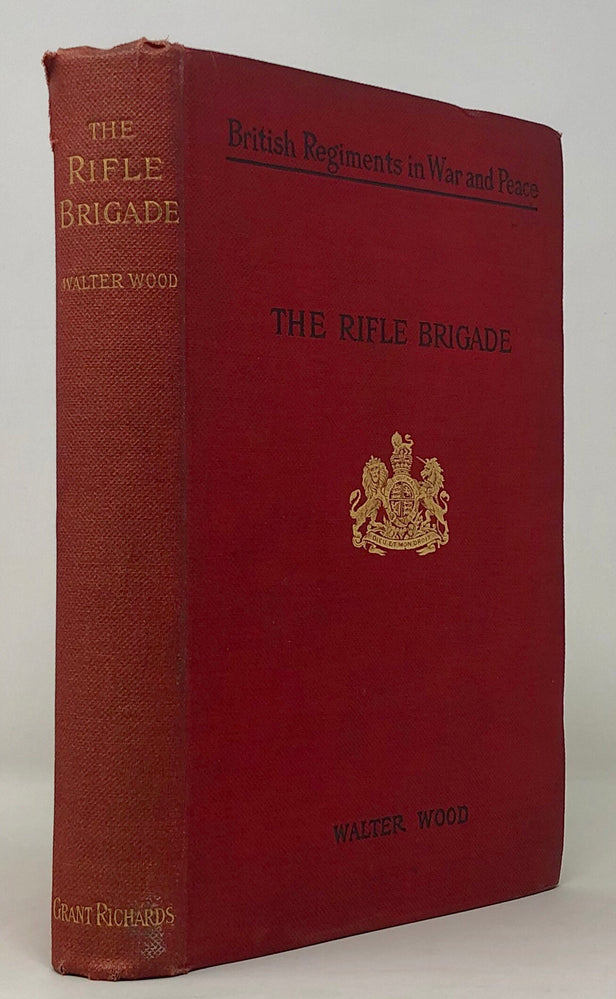 THE
RIFLE
BRIGADE
WALTER WOOD
GRANT RICHARDS
British Regiments in War and Peace
THE RIFLE BRIGADE
DIEU ET MON DROIT
WALTER WOOD